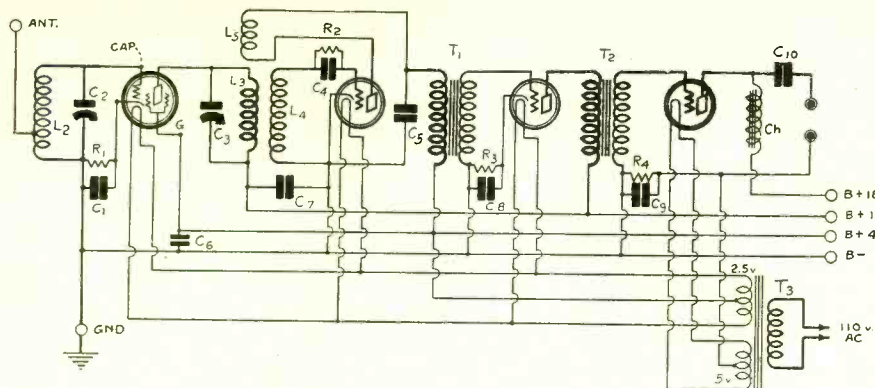 ANT.
L2
C2
R1
C1
CAP.
G
C6
C3
L3
L5
L4
R2
C4
C5
C7
T1
R3
C8
T2
R4
C9
Ch
C10
B+18
B+1
B+4
B-
2.5v
T3
110 v.
AC
5v
GND